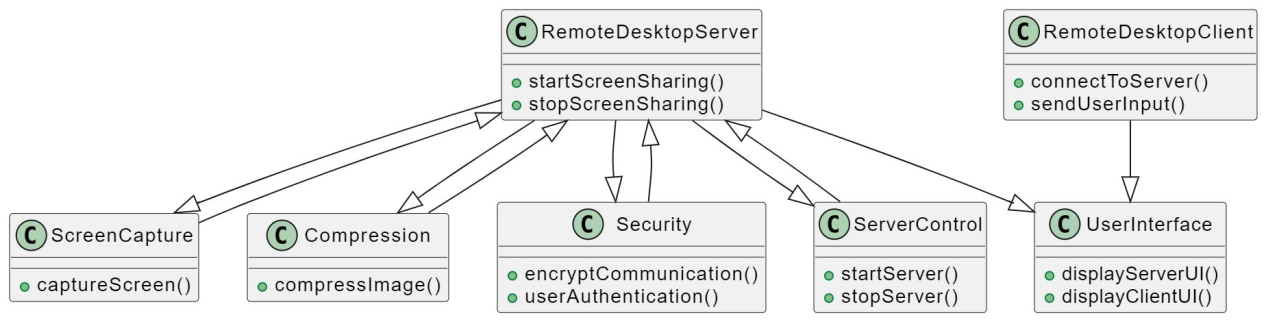 C RemoteDesktopServer
startScreenSharing()
stopScreenSharing()
C RemoteDesktopClient
connectToServer()
sendUserInput()
C ScreenCapture
captureScreen()
C Compression
compressImage()
C Security
encryptCommunication()
userAuthentication()
C ServerControl
startServer()
stopServer()
C UserInterface
displayServerUI()
displayClientUI()